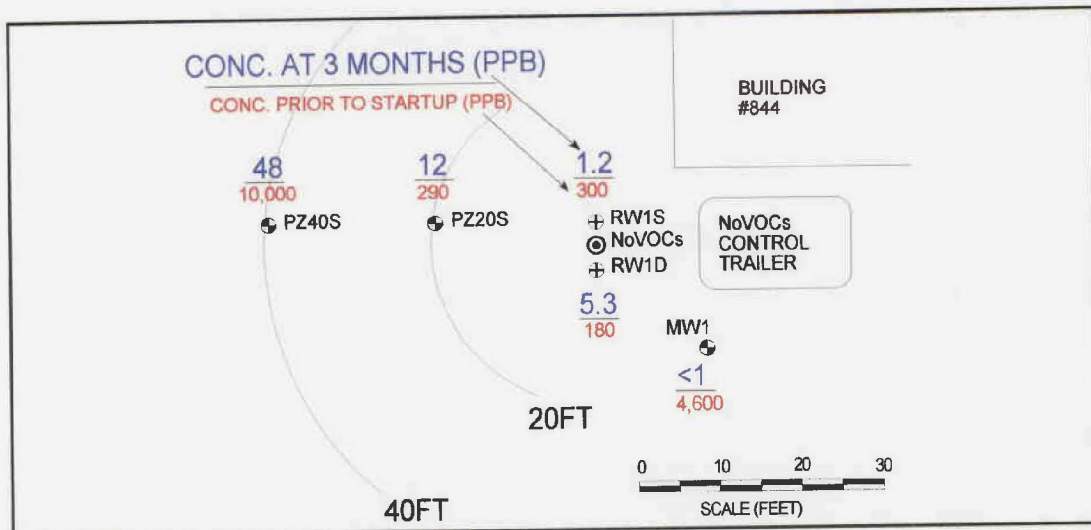 CONC. AT 3 MONTHS (PPB)
CONC. PRIOR TO STARTUP (PPB)
BUILDING
#844
48
10,000
PZ40S
12
290
PZ20S
1.2
300
RW1S
NoVOCs
RW1D
5.3
180
NoVOCs
CONTROL
TRAILER
MW1
<1
4,600
20FT
40FT
0 10 20 30
SCALE (FEET)